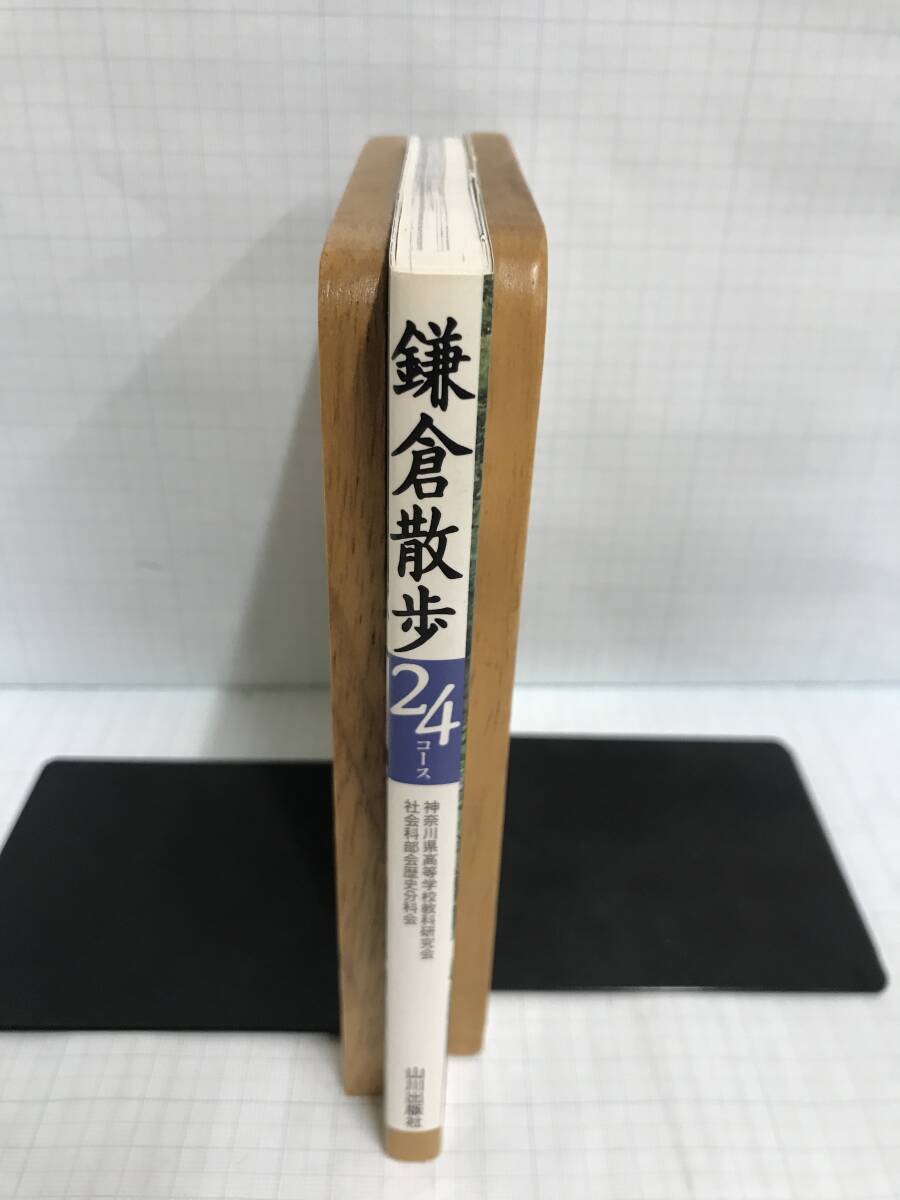 鎌倉散歩
24
コース
神奈川県高等学校教科研究会
社会科部会歴史分科会
山川出版社